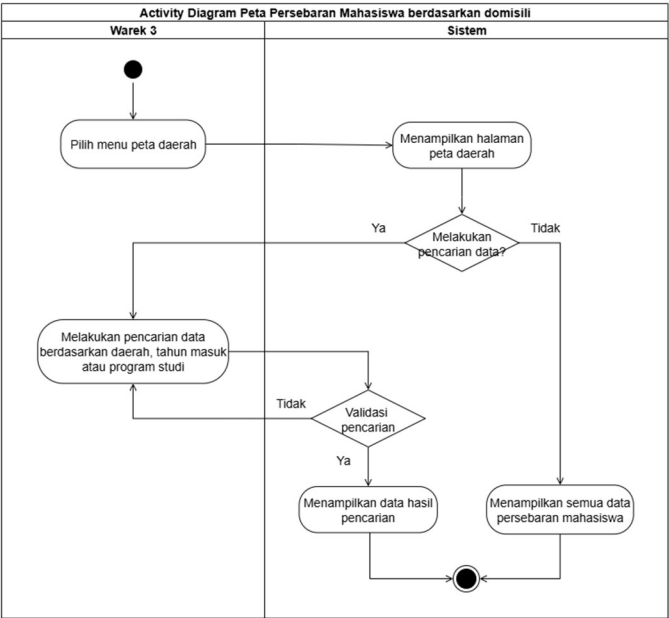 Activity Diagram Peta Persebaran Mahasiswa berdasarkan domisili
Warek 3
Sistem
Pilih menu peta daerah
Menampilkan halaman
peta daerah
Ya
Melakukan
pencarian data?
Tidak
Melakukan pencarian data
berdasarkan daerah, tahun masuk
atau program studi
Tidak
Validasi
pencarian
Ya
Menampilkan data hasil
pencarian
Menampilkan semua data
persebaran mahasiswa